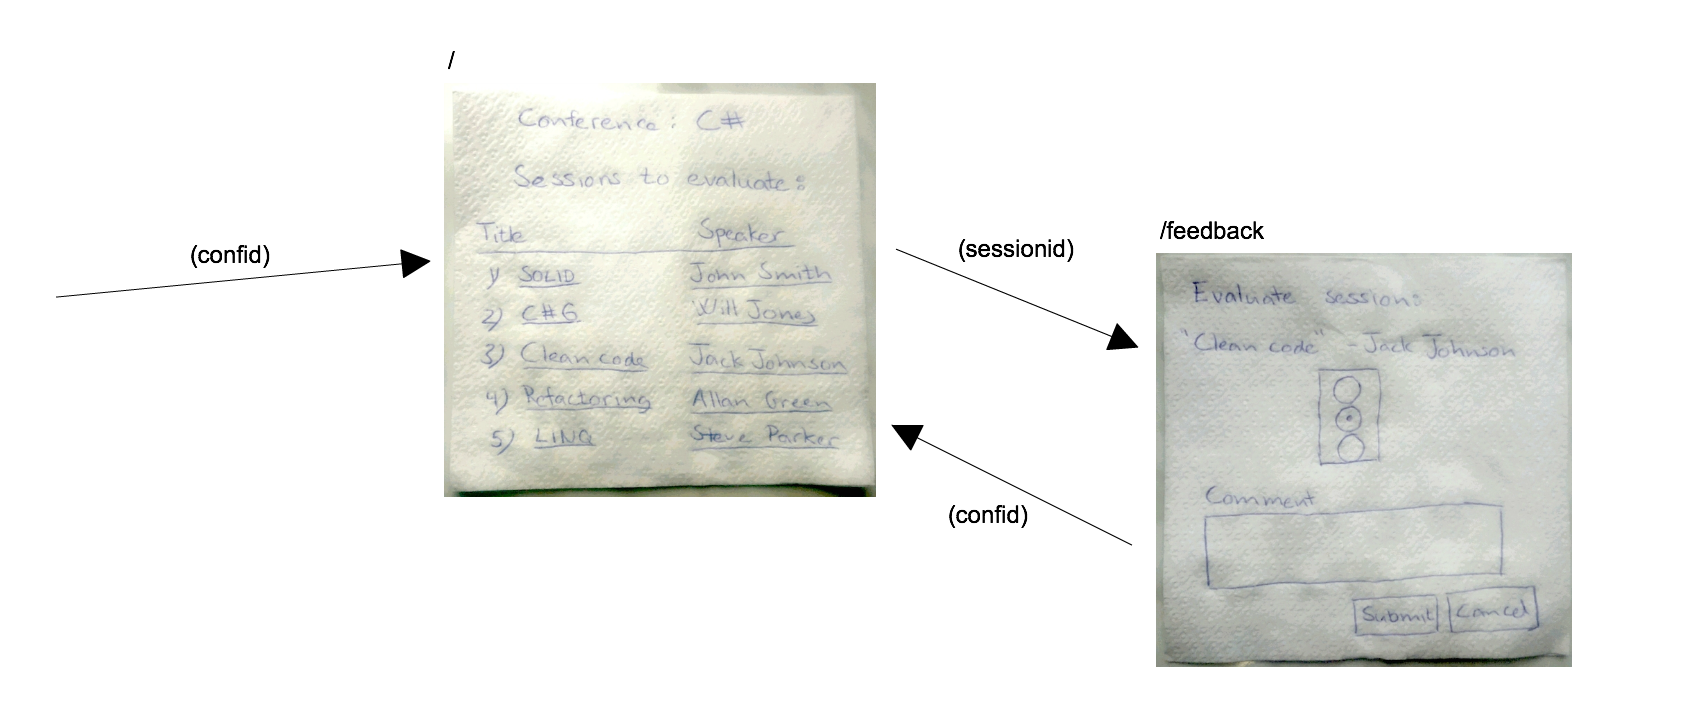 /
Conference: C#
Sessions to evaluate:
Title Speaker
1) SOLID John Smith
2) C#6 Will Jones
3) Clean code Jack Johnson
4) Refactoring Allan Green
5) LINQ Steve Parker
(confid)
(sessionid)
(confid)
/feedback
Evaluate session:
"Clean code" - Jack Johnson
Comment
Submit Cancel